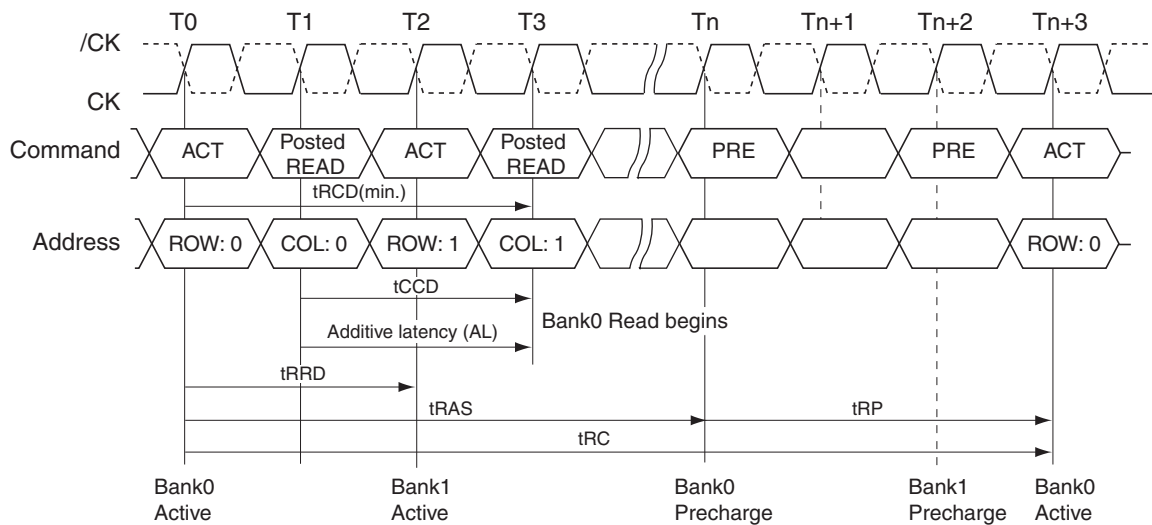 T0 T1 T2 T3 Tn Tn+1 Tn+2 Tn+3
/CK
CK
Command ACT Posted READ ACT Posted READ PRE PRE ACT
tRCD(min.)
Address ROW: 0 COL: 0 ROW: 1 COL: 1 ROW: 0
tCCD
Bank0 Read begins
Additive latency (AL)
tRRD
tRAS tRP
tRC
Bank0 Active
Bank1 Active
Bank0 Precharge
Bank1 Precharge
Bank0 Active